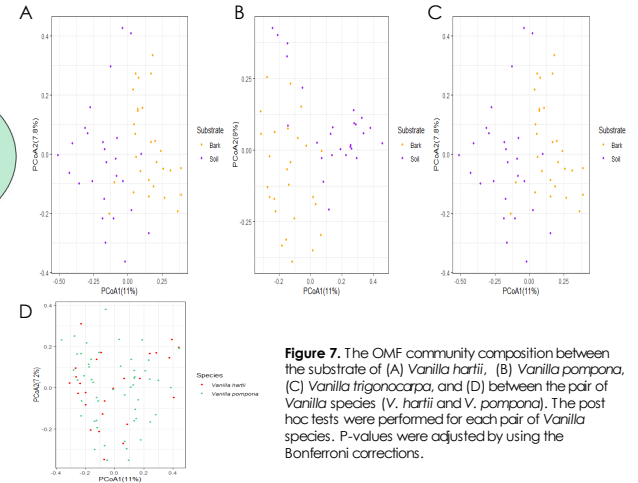 A
B
C
0.4
0.2
0.0
-0.2
-0.4
PCoA2(7.8%)
-0.50
-0.25
0.00
0.25
PCoA1(11%)
Substrate
Bark
Soil
0.25
0.00
-0.25
PCoA2(9%)
-0.2
0.0
0.2
0.4
PCoA1(11%)
Substrate
Bark
Soil
0.4
0.2
0.0
-0.2
-0.4
PCoA2(7.8%)
-0.50
-0.25
0.00
0.25
PCoA1(11%)
Substrate
Bark
Soil
D
0.4
0.2
0.0
-0.2
PCoA2(7.2%)
-0.4
-0.2
0.0
0.2
0.4
PCoA1(11%)
Species
Vanilla hartii
Vanilla pompona
Figure 7. The OMF community composition between
the substrate of (A) Vanilla hartii, (B) Vanilla pompona,
(C) Vanilla trigonocarpa, and (D) between the pair of
Vanilla species (V. hartii and V. pompona). The post
hoc tests were performed for each pair of Vanilla
species. P-values were adjusted by using the
Bonferroni corrections.